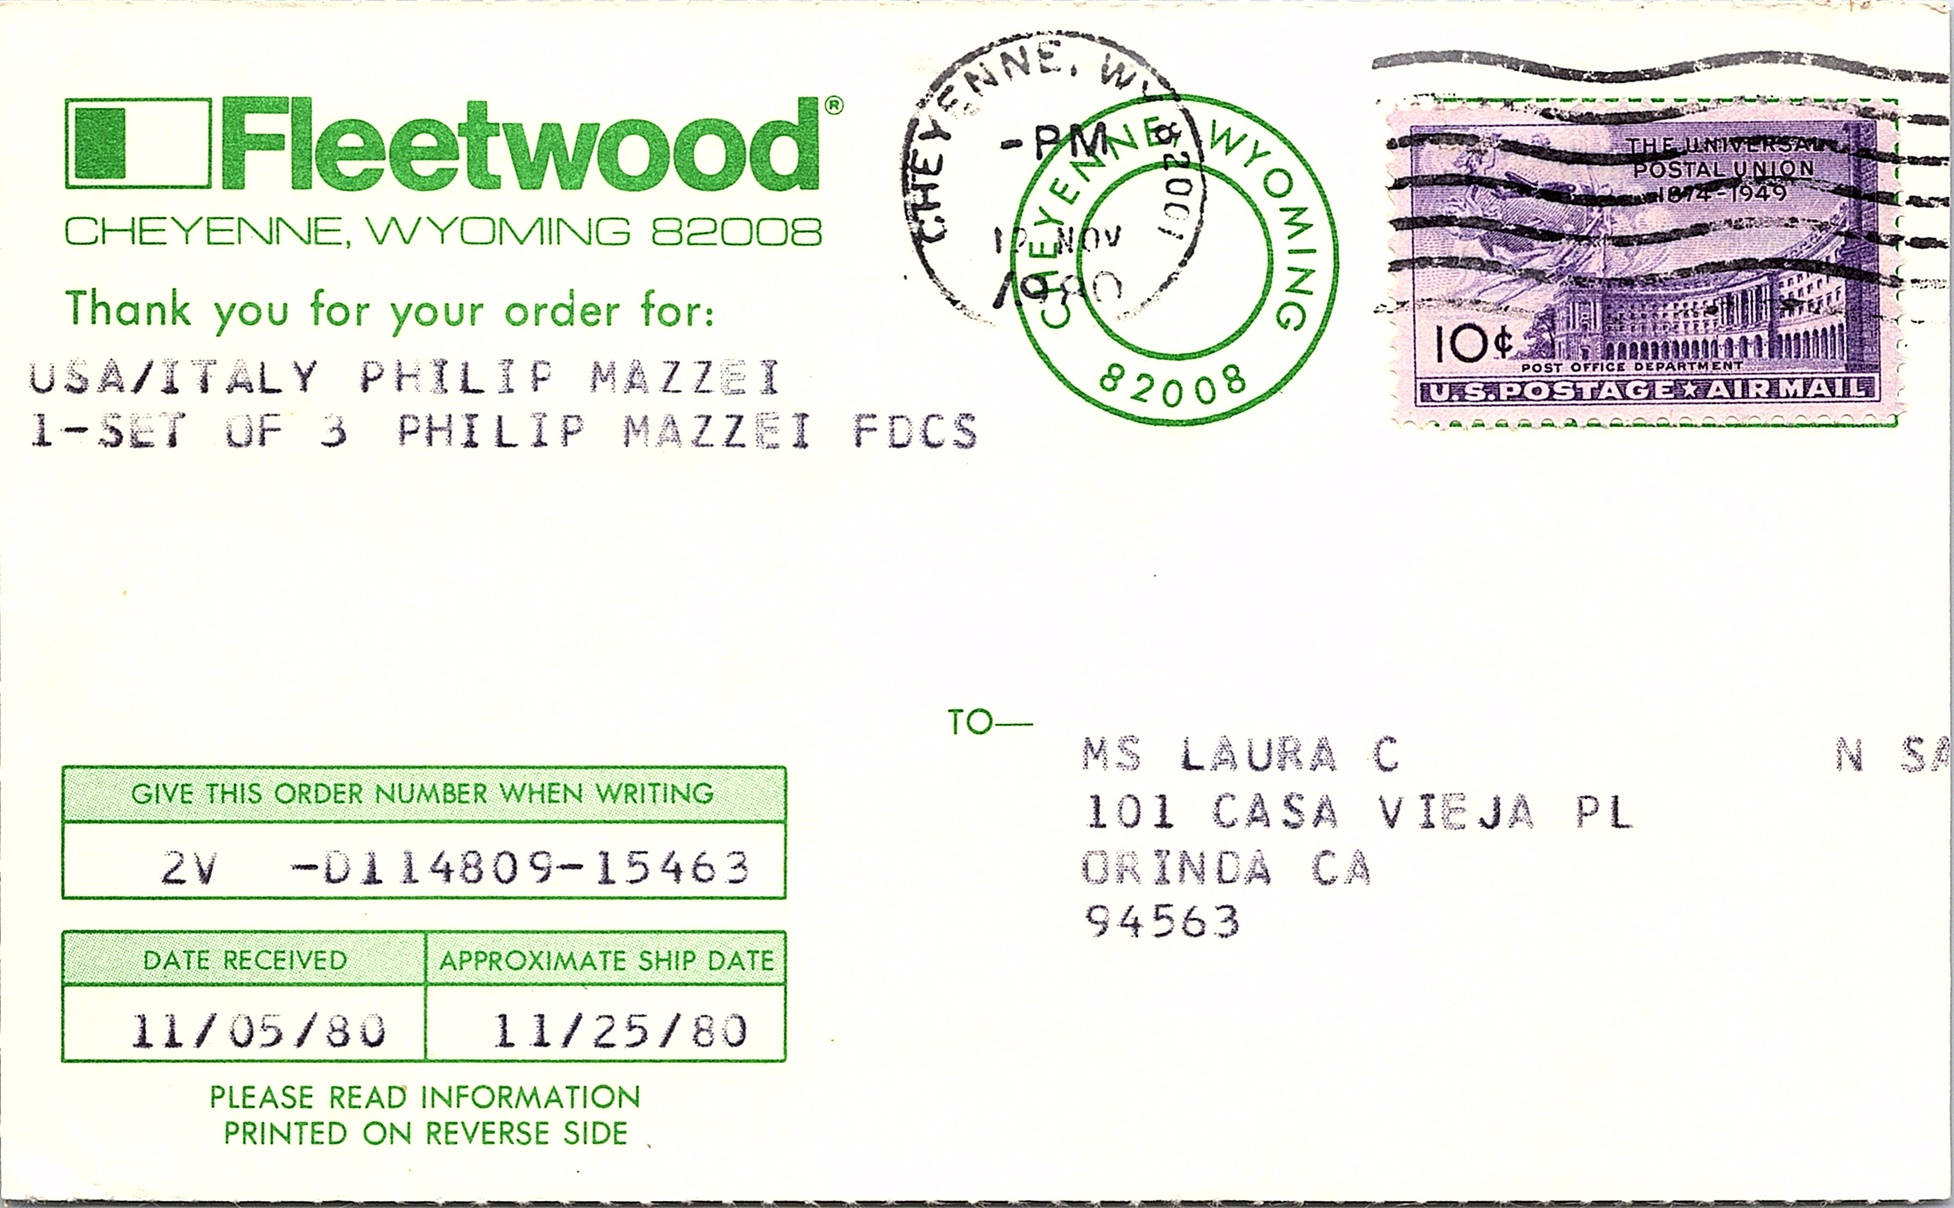 Fleetwood®
CHEYENNE, WYOMING 82008
Thank you for your order for:
USA/ITALY PHILIP MAZZEI
1-SET OF 3 PHILIP MAZZEI FDCS
CHEYENNE, WY
82001
-PM
NOV
1980
CHEYENNE WYOMING
82008
THE UNIVERSAL
POSTAL UNION
1874-1949
10¢
POST OFFICE DEPARTMENT
U.S. POSTAGE ★ AIR MAIL
TO—
MS LAURA C N SA
101 CASA VIEJA PL
ORINDA CA
94563
GIVE THIS ORDER NUMBER WHEN WRITING
2V -D114809-15463
DATE RECEIVED APPROXIMATE SHIP DATE
11/05/80 11/25/80
PLEASE READ INFORMATION
PRINTED ON REVERSE SIDE